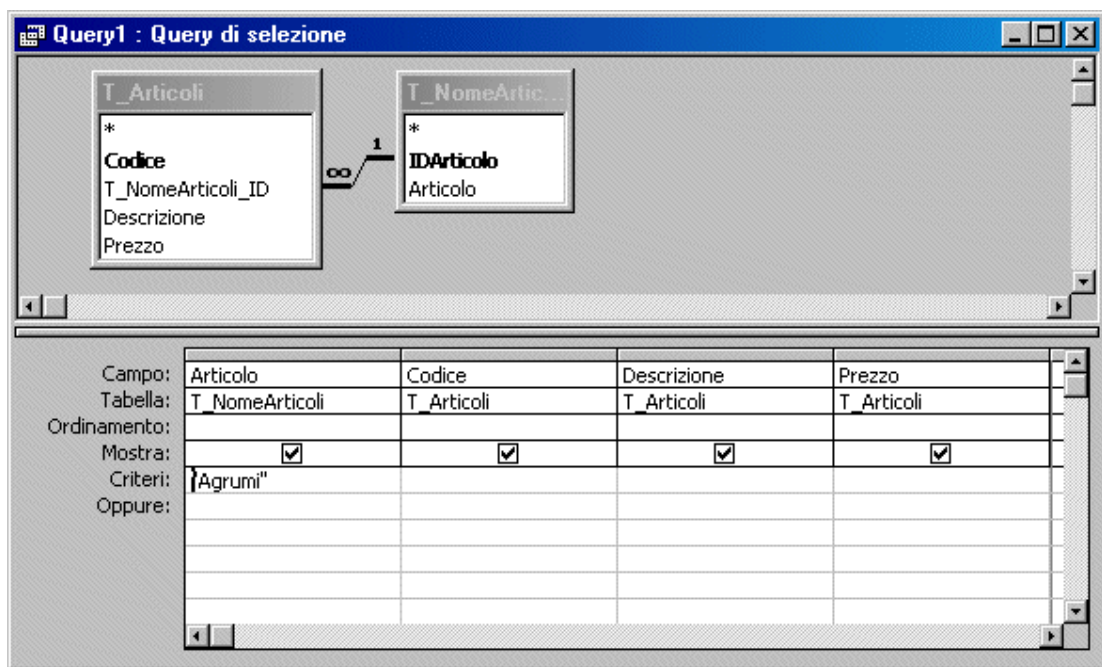 Query1 : Query di selezione
T_Articoli
*
Codice
T_NomeArticoli_ID
Descrizione
Prezzo
∞ 1
T_NomeArtic...
*
IDArticolo
Articolo
Campo: Articolo Codice Descrizione Prezzo
Tabella: T_NomeArticoli T_Articoli T_Articoli T_Articoli
Ordinamento:
Mostra:
Criteri: "Agrumi"
Oppure: